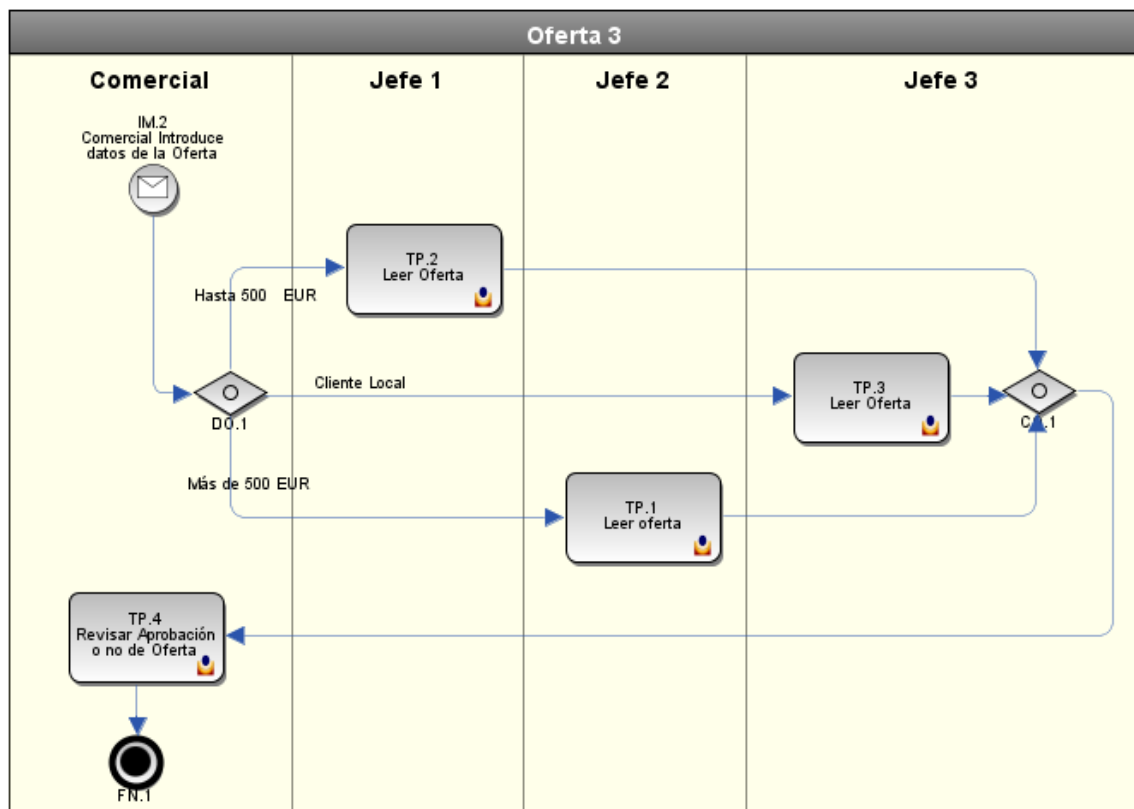 Oferta 3
Comercial
Jefe 1
Jefe 2
Jefe 3
IM.2
Comercial Introduce
datos de la Oferta
TP.2
Leer Oferta
Hasta 500 EUR
Cliente Local
DO.1
TP.3
Leer Oferta
Más de 500 EUR
TP.1
Leer oferta
TP.4
Revisar Aprobación
o no de Oferta
FN.1